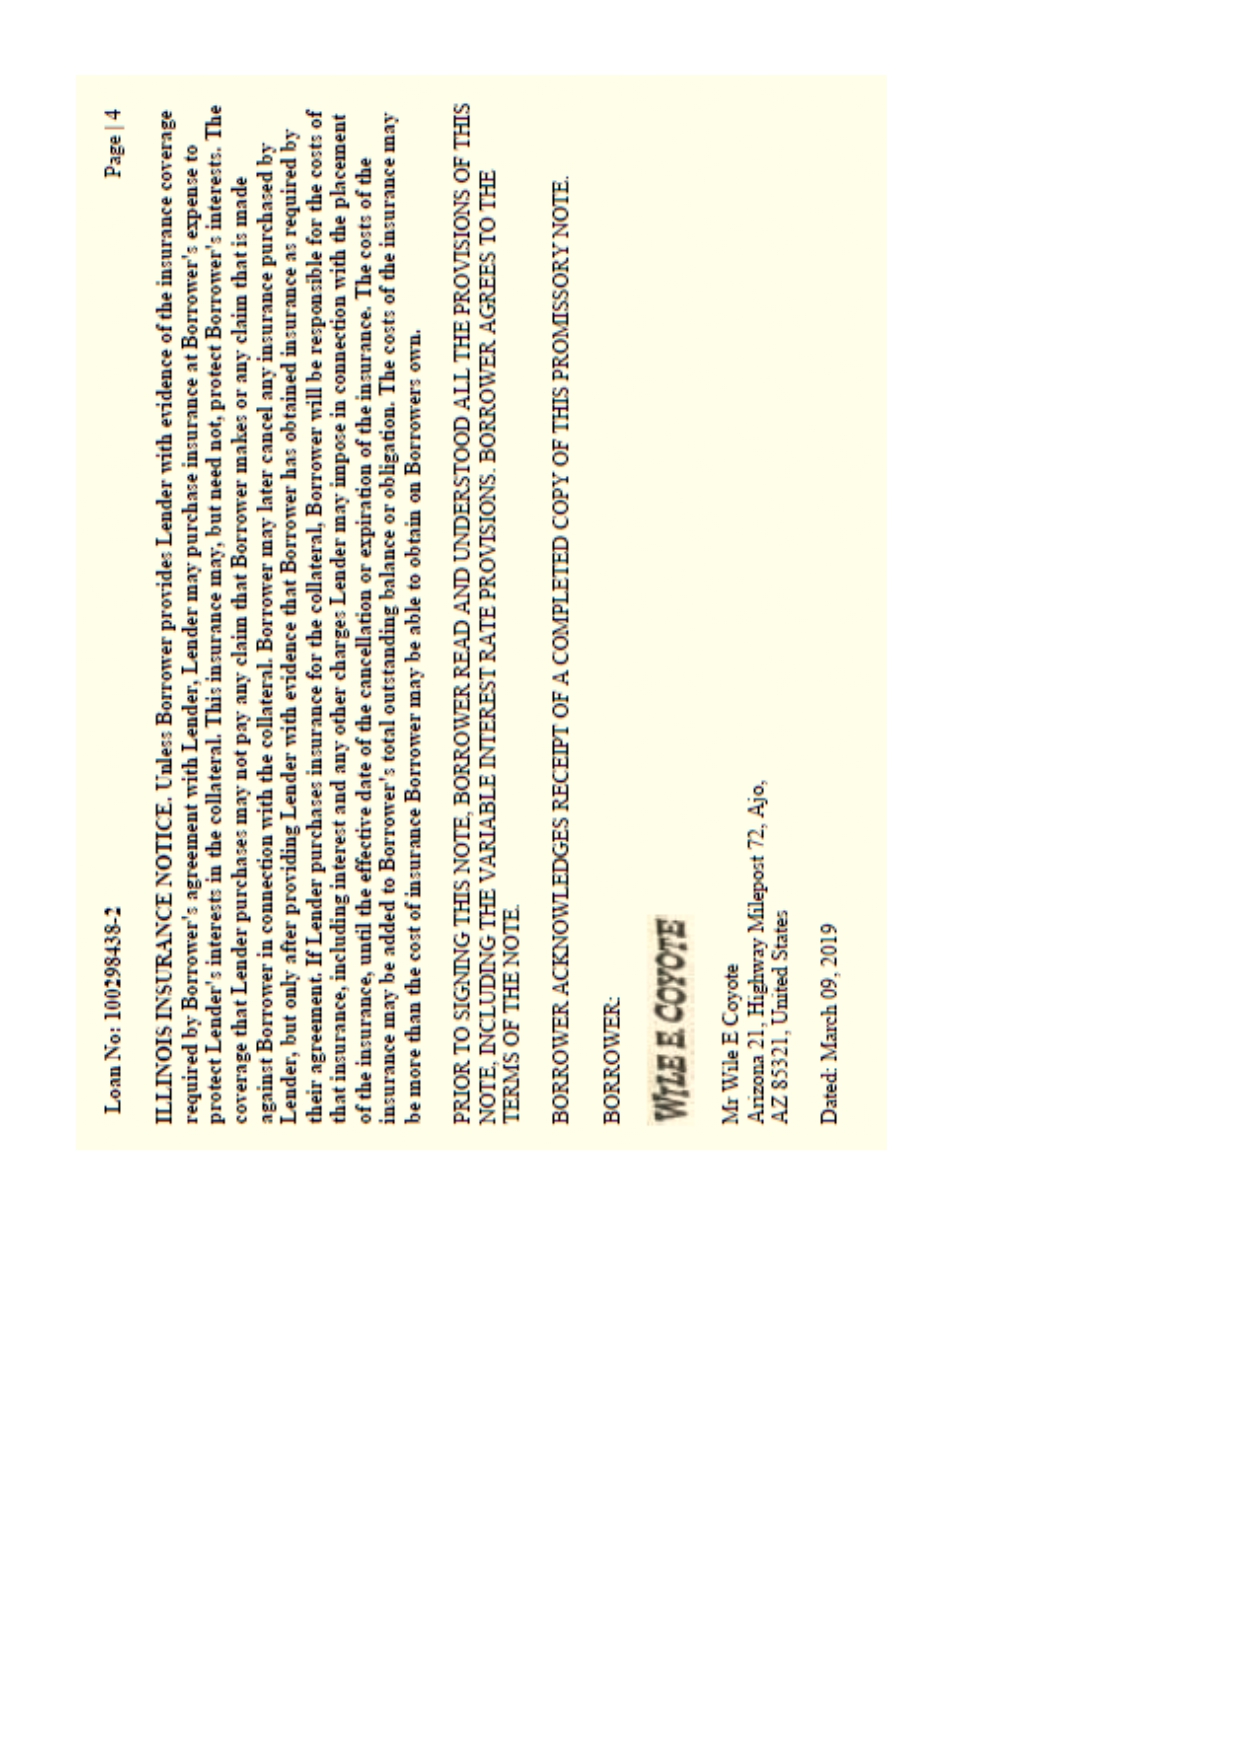 Loan No: 100298438-2 Page | 4
ILLINOIS INSURANCE NOTICE. Unless Borrower provides Lender with evidence of the insurance coverage
required by Borrower's agreement with Lender, Lender may purchase insurance at Borrower's expense to
protect Lender's interests in the collateral. This insurance may, but need not, protect Borrower's interests. The
coverage that Lender purchases may not pay any claim that Borrower makes or any claim that is made
against Borrower in connection with the collateral. Borrower may later cancel any insurance purchased by
Lender, but only after providing Lender with evidence that Borrower has obtained insurance as required by
their agreement. If Lender purchases insurance for the collateral, Borrower will be responsible for the costs of
that insurance, including interest and any other charges Lender may impose in connection with the placement
of the insurance, until the effective date of the cancellation or expiration of the insurance. The costs of the
insurance may be added to Borrower's total outstanding balance or obligation. The costs of the insurance may
be more than the cost of insurance Borrower may be able to obtain on Borrowers own.
PRIOR TO SIGNING THIS NOTE, BORROWER READ AND UNDERSTOOD ALL THE PROVISIONS OF THIS
NOTE, INCLUDING THE VARIABLE INTEREST RATE PROVISIONS. BORROWER AGREES TO THE
TERMS OF THE NOTE.
BORROWER ACKNOWLEDGES RECEIPT OF A COMPLETED COPY OF THIS PROMISSORY NOTE.
BORROWER:
WILE E. COYOTE
Mr Wile E Coyote
Arizona 21, Highway Milepost 72, Ajo,
AZ 85321, United States
Dated: March 09, 2019